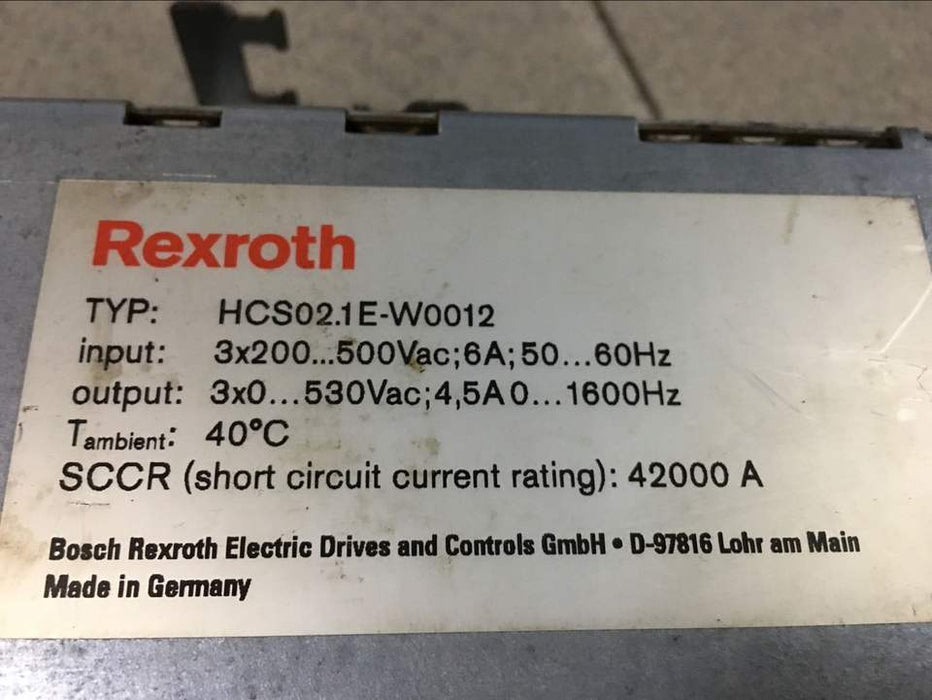 Rexroth
TYP: HCS02.1E-W0012
input: 3x200...500Vac;6A;50...60Hz
output: 3x0...530Vac;4,5A 0...1600Hz
Tambient: 40°C
SCCR (short circuit current rating): 42000 A
Bosch Rexroth Electric Drives and Controls GmbH • D-97816 Lohr am Main
Made in Germany